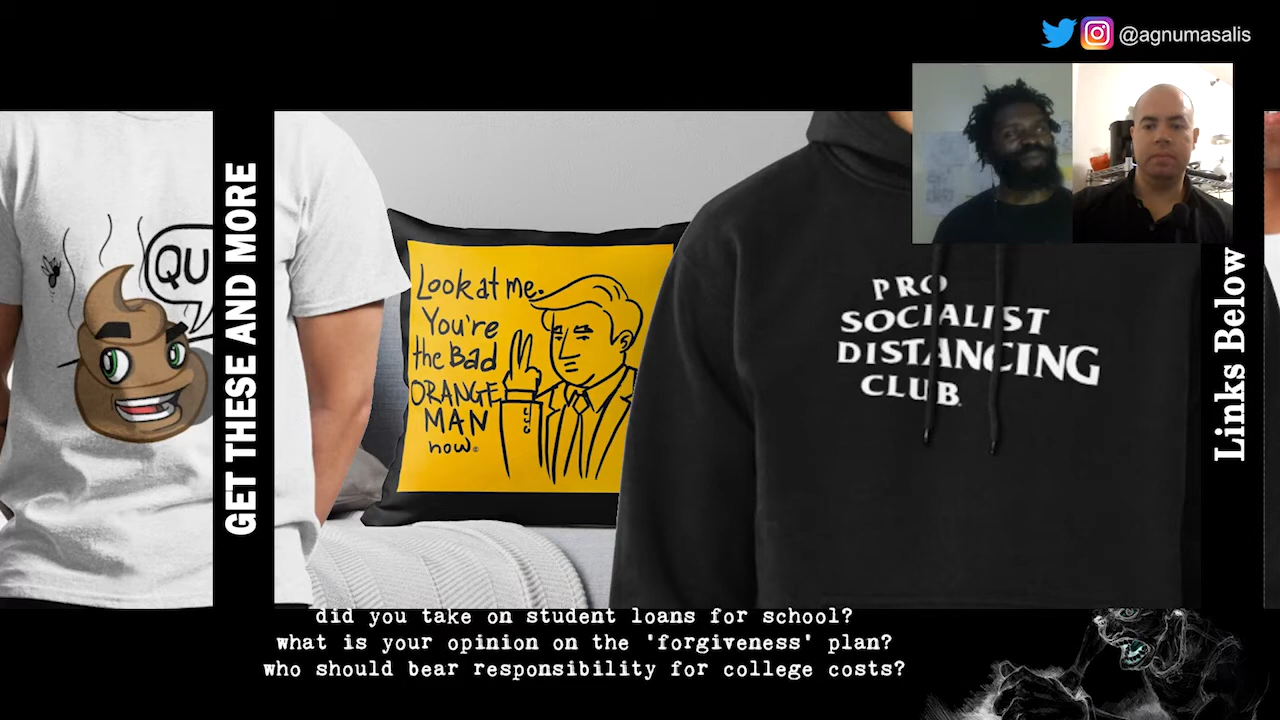 @agnumasalis
QU
GET THESE AND MORE
Look at me.
You're
the Bad
ORANGE
MAN
now.
PRO
SOCIALIST
DISTANCING
CLUB.
Links Below
did you take on student loans for school?
what is your opinion on the 'forgiveness' plan?
who should bear responsibility for college costs?